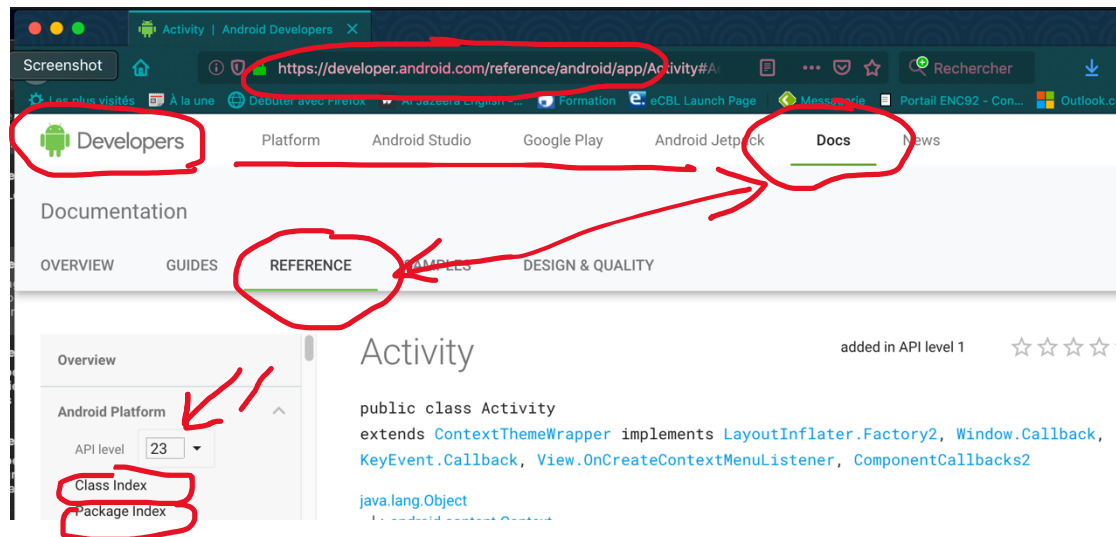 Activity | Android Developers
Screenshot
https://developer.android.com/reference/android/app/Activity#A
Rechercher
Les plus visités À la une Débuter avec Firefox Al Jazeera English -... Formation eCBL Launch Page Messagerie Portail ENC92 - Con... Outlook.c
Developers Platform Android Studio Google Play Android Jetpack Docs News
Documentation
OVERVIEW GUIDES REFERENCE SAMPLES DESIGN & QUALITY
Overview
Android Platform
API level 23
Class Index
Package Index
Activity
added in API level 1
public class Activity
extends ContextThemeWrapper implements LayoutInflater.Factory2, Window.Callback,
KeyEvent.Callback, View.OnCreateContextMenuListener, ComponentCallbacks2
java.lang.Object